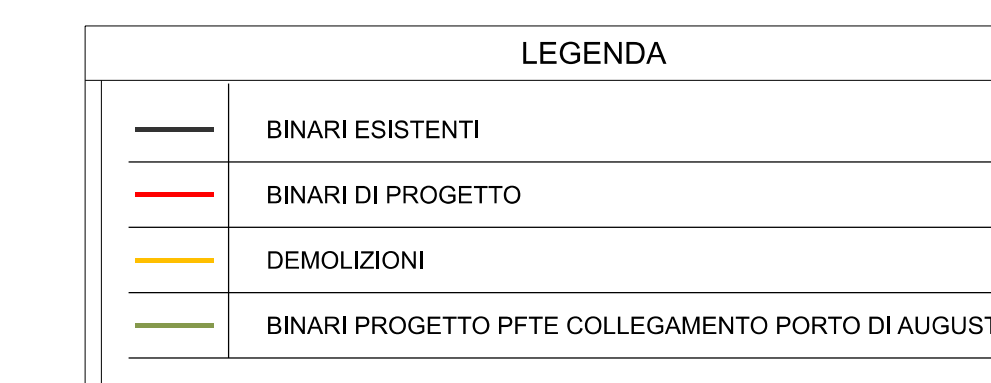 LEGENDA
BINARI ESISTENTI
BINARI DI PROGETTO
DEMOLIZIONI
BINARI PROGETTO PFTE COLLEGAMENTO PORTO DI AUGUST